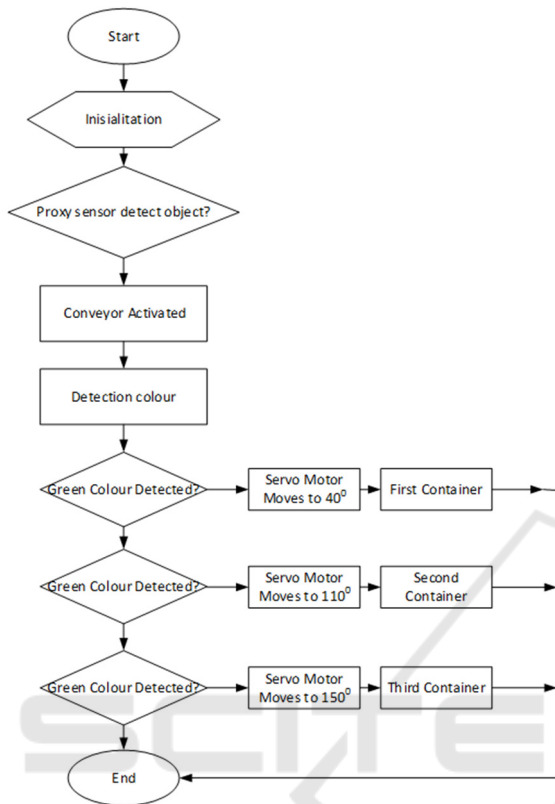 Start
Inisialitation
Proxy sensor detect object?
Conveyor Activated
Detection colour
Green Colour Detected?
Servo Motor
Moves to 40⁰
First Container
Green Colour Detected?
Servo Motor
Moves to 110⁰
Second
Container
Green Colour Detected?
Servo Motor
Moves to 150⁰
Third Container
SCITE
End